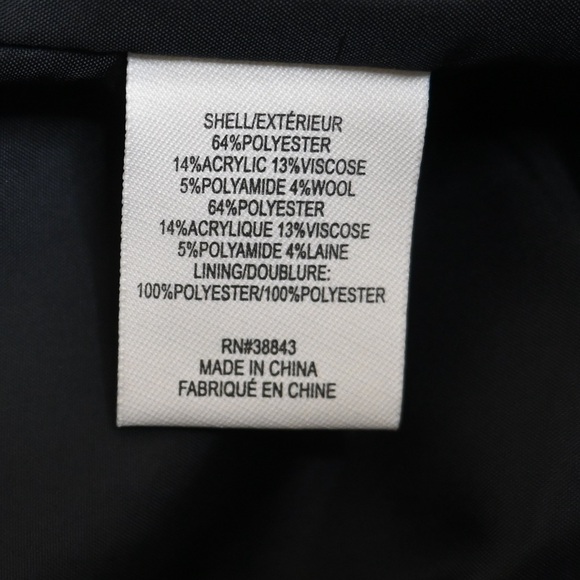 SHELL/EXTÉRIEUR
64%POLYESTER
14%ACRYLIC 13%VISCOSE
5%POLYAMIDE 4%WOOL
64%POLYESTER
14%ACRYLIQUE 13%VISCOSE
5%POLYAMIDE 4%LAINE
LINING/DOUBLURE:
100%POLYESTER/100%POLYESTER
RN#38843
MADE IN CHINA
FABRIQUÉ EN CHINE